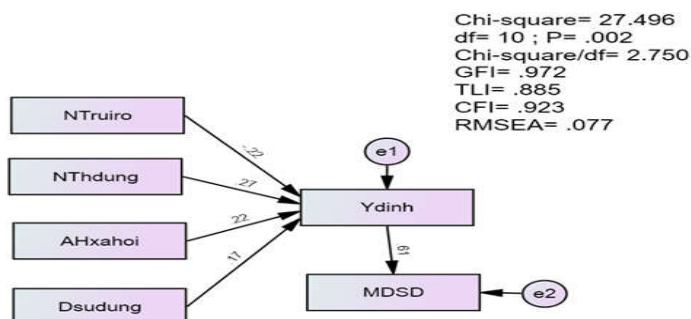 Chi-square= 27.496
df= 10 ; P= .002
Chi-square/df= 2.750
GFI= .972
TLI= .885
CFI= .923
RMSEA= .077
NTruiro
-.22
e1
NThdung
.27
Ydinh
AHxahoi
.22
.17
.61
Dsudung
MDSD
e2